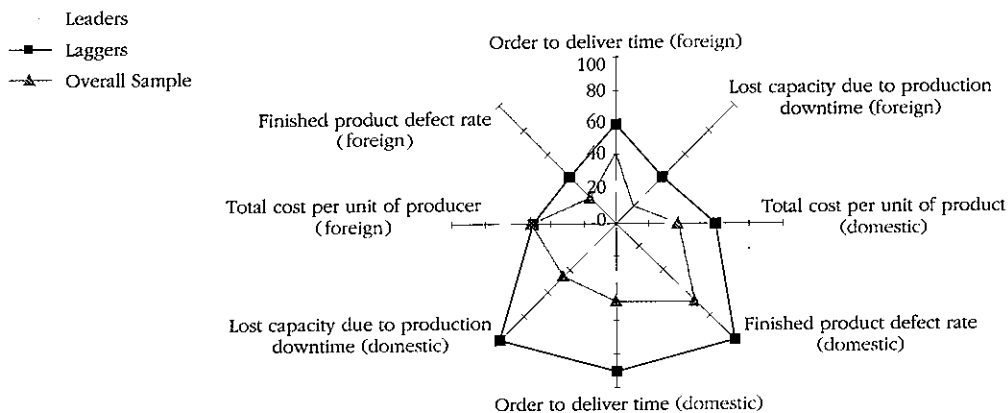 Leaders
Laggers
Overall Sample
Order to deliver time (foreign)
100
80
60
40
20
0
Lost capacity due to production
downtime (foreign)
Finished product defect rate
(foreign)
Total cost per unit of producer
(foreign)
Total cost per unit of product
(domestic)
Lost capacity due to production
downtime (domestic)
Finished product defect rate
(domestic)
Order to deliver time (domestic)